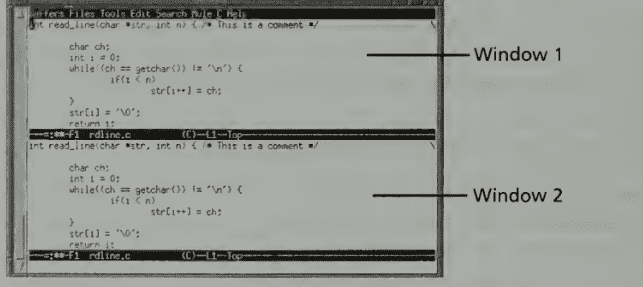 Buffers Files Tools Edit Search Mule C Help
int read_line(char *str, int n) { /* This is a comment */ \
char ch;
int i = 0;
while((ch == getchar()) != '\n') {
if(i < n)
str[i++] = ch;
}
str[i] = '\0';
return i;
--=:**-F1 rdline.c (C)--L1--Top
int read_line(char *str, int n) { /* This is a comment */ \
char ch;
int i = 0;
while((ch == getchar()) != '\n') {
if(i < n)
str[i++] = ch;
}
str[i] = '\0';
return i;
--=:**-F1 rdline.c (C)--L1--Top
Window 1
Window 2